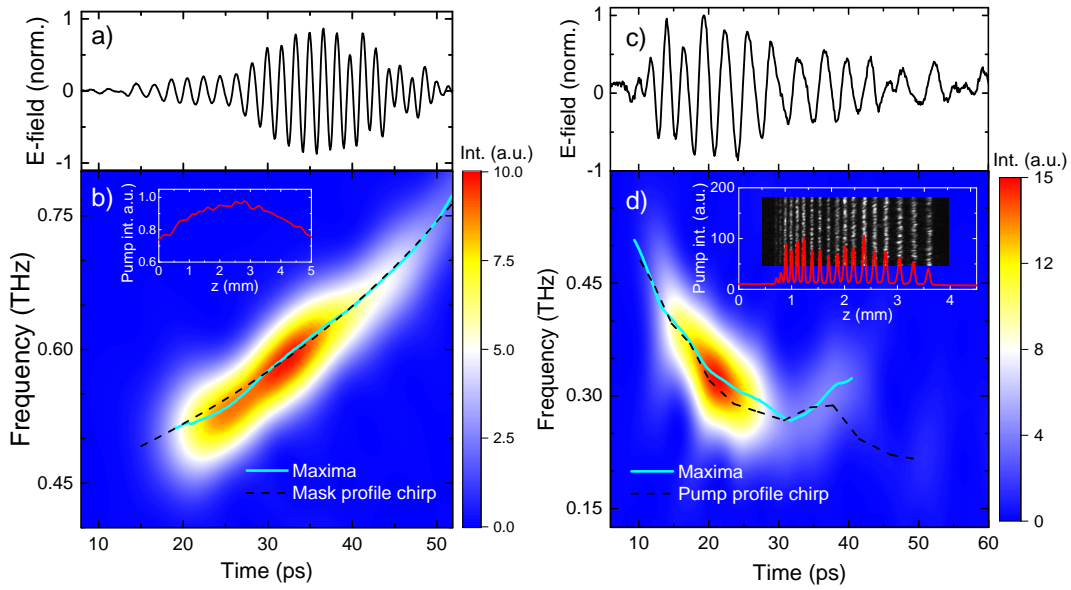 a)
E-field (norm.)
1
0
-1
c)
E-field (norm.)
1
0
-1
Int. (a.u.)
10.0
7.5
5.0
2.5
0.0
b)
Frequency (THz)
0.75
0.60
0.45
Pump int. a.u.)
1.0
0.8
0.6
0 1 2 3 4 5
z (mm)
Maxima
Mask profile chirp
10 20 30 40 50
Time (ps)
Int. (a.u.)
15
12
8
4
0
d)
Frequency (THz)
0.45
0.30
0.15
Pump int. (a.u.)
200
100
0
0 1 2 3 4
z (mm)
Maxima
Pump profile chirp
10 20 30 40 50 60
Time (ps)